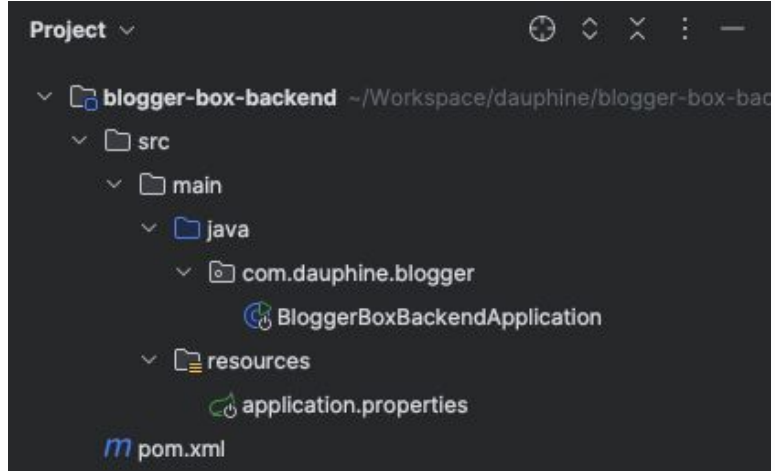 Project
blogger-box-backend ~/Workspace/dauphine/blogger-box-bac
src
main
java
com.dauphine.blogger
BloggerBoxBackendApplication
resources
application.properties
m pom.xml